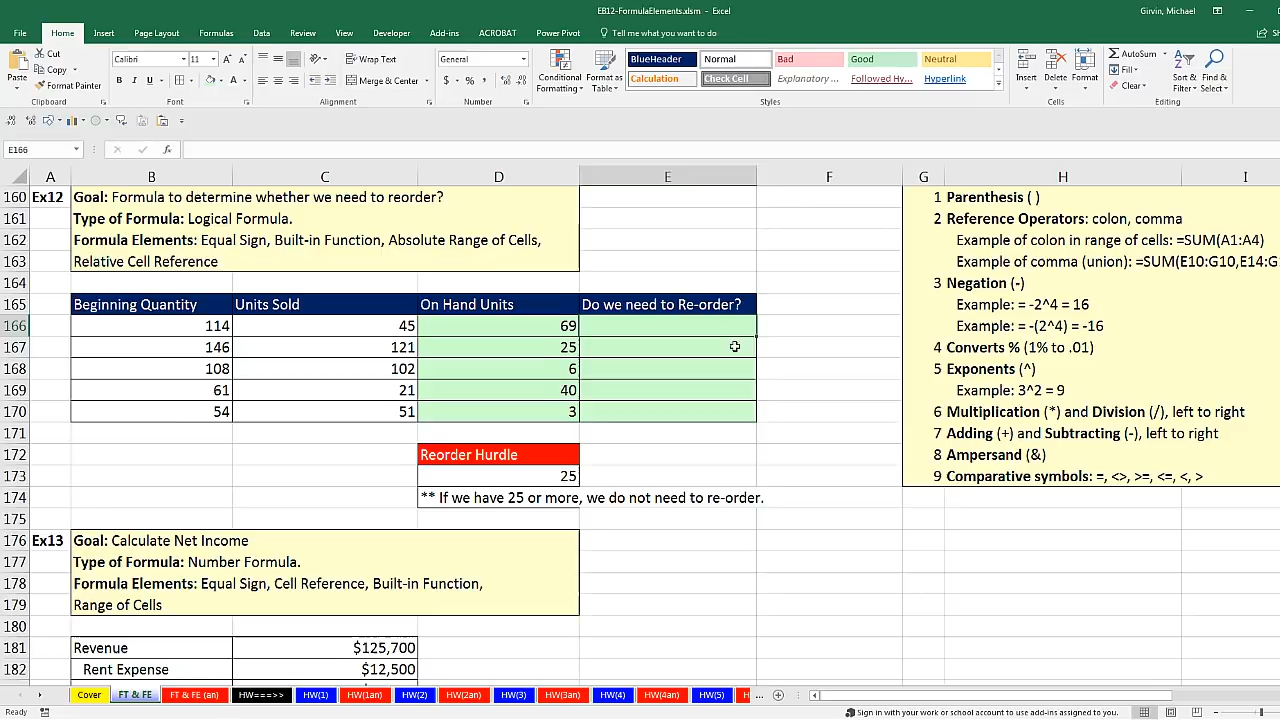 EB12-FormulaElements.xlsm - Excel
Girvin, Michael
File Home Insert Page Layout Formulas Data Review View Developer Add-ins ACROBAT Power Pivot Tell me what you want to do
Cut
Copy
Format Painter
Paste
Clipboard
Calibri 11
B I U
Font
Wrap Text
Merge & Center
Alignment
General
$ % ,
Number
Conditional Formatting
Format as Table
BlueHeader Normal Bad Good Neutral
Calculation Check Cell Explanatory ... Followed Hy... Hyperlink
Styles
Insert Delete Format
Cells
AutoSum
Fill
Clear
Sort & Filter
Find & Select
Editing
E166
fx
A B C D E F G H I
160 Ex12 Goal: Formula to determine whether we need to reorder?
161 Type of Formula: Logical Formula.
162 Formula Elements: Equal Sign, Built-in Function, Absolute Range of Cells,
163 Relative Cell Reference
164
165 Beginning Quantity Units Sold On Hand Units Do we need to Re-order?
166 114 45 69
167 146 121 25
168 108 102 6
169 61 21 40
170 54 51 3
171
172 Reorder Hurdle
173 25
174 ** If we have 25 or more, we do not need to re-order.
175
176 Ex13 Goal: Calculate Net Income
177 Type of Formula: Number Formula.
178 Formula Elements: Equal Sign, Cell Reference, Built-in Function,
179 Range of Cells
180
181 Revenue $125,700
182 Rent Expense $12,500
1 Parenthesis ( )
2 Reference Operators: colon, comma
Example of colon in range of cells: =SUM(A1:A4)
Example of comma (union): =SUM(E10:G10,E14:G
3 Negation (-)
Example: = -2^4 = 16
Example: = -(2^4) = -16
4 Converts % (1% to .01)
5 Exponents (^)
Example: 3^2 = 9
6 Multiplication (*) and Division (/), left to right
7 Adding (+) and Subtracting (-), left to right
8 Ampersand (&)
9 Comparative symbols: =, <>, >=, <=, <, >
Cover FT & FE FT & FE (an) HW====>> HW(1) HW(1an) HW(2) HW(2an) HW(3) HW(3an) HW(4) HW(4an) HW(5) H ...
Ready
Sign in with your work or school account to use add-ins assigned to you.